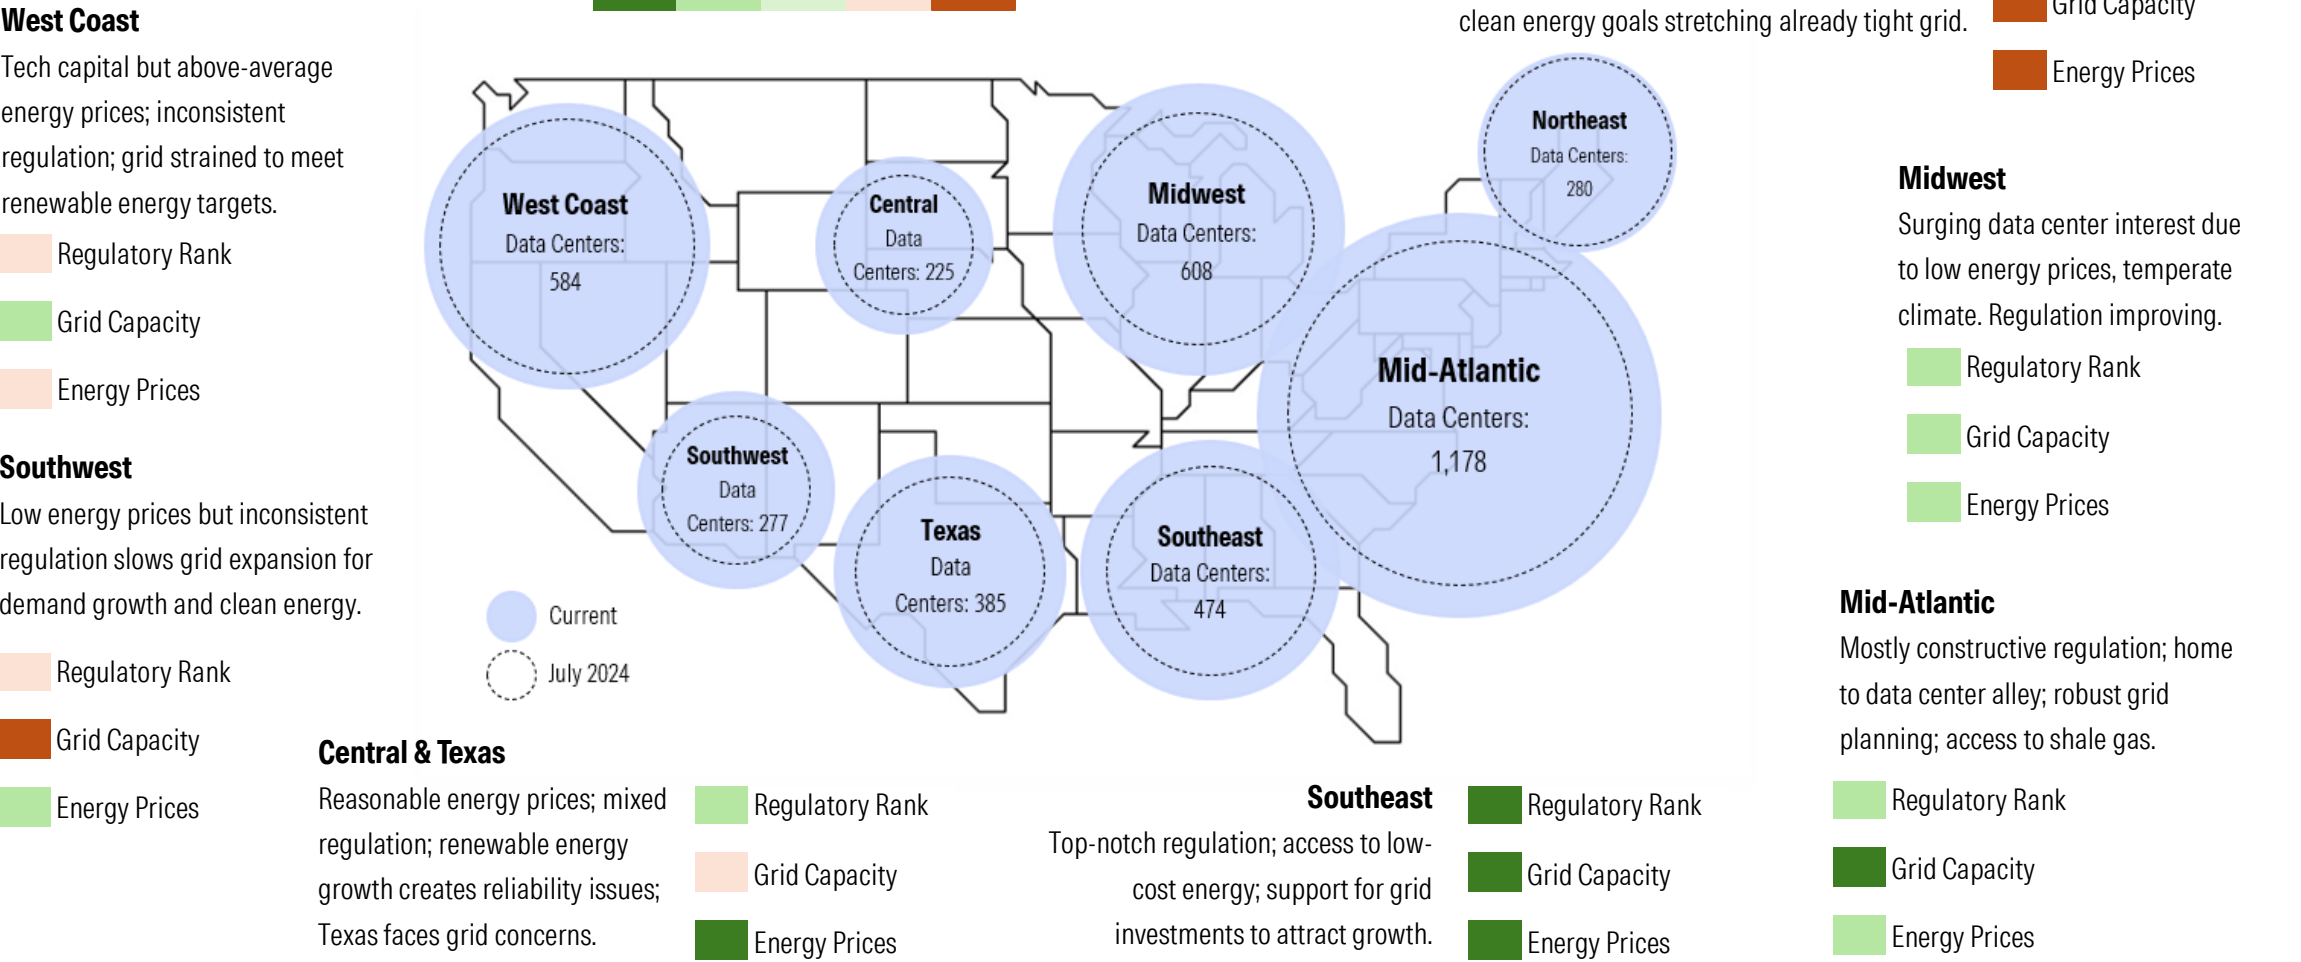 West Coast
Tech capital but above-average
energy prices; inconsistent
regulation; grid strained to meet
renewable energy targets.
Regulatory Rank
Grid Capacity
Energy Prices
Southwest
Low energy prices but inconsistent
regulation slows grid expansion for
demand growth and clean energy.
Regulatory Rank
Grid Capacity
Energy Prices
clean energy goals stretching already tight grid.
Grid Capacity
Energy Prices
West Coast
Data Centers:
584
Central
Data
Centers: 225
Midwest
Data Centers:
608
Northeast
Data Centers:
280
Mid-Atlantic
Data Centers:
1,178
Southwest
Data
Centers: 277
Texas
Data
Centers: 385
Southeast
Data Centers:
474
Current
July 2024
Midwest
Surging data center interest due
to low energy prices, temperate
climate. Regulation improving.
Regulatory Rank
Grid Capacity
Energy Prices
Mid-Atlantic
Mostly constructive regulation; home
to data center alley; robust grid
planning; access to shale gas.
Regulatory Rank
Grid Capacity
Energy Prices
Central & Texas
Reasonable energy prices; mixed
regulation; renewable energy
growth creates reliability issues;
Texas faces grid concerns.
Regulatory Rank
Grid Capacity
Energy Prices
Southeast
Top-notch regulation; access to low-
cost energy; support for grid
investments to attract growth.
Regulatory Rank
Grid Capacity
Energy Prices